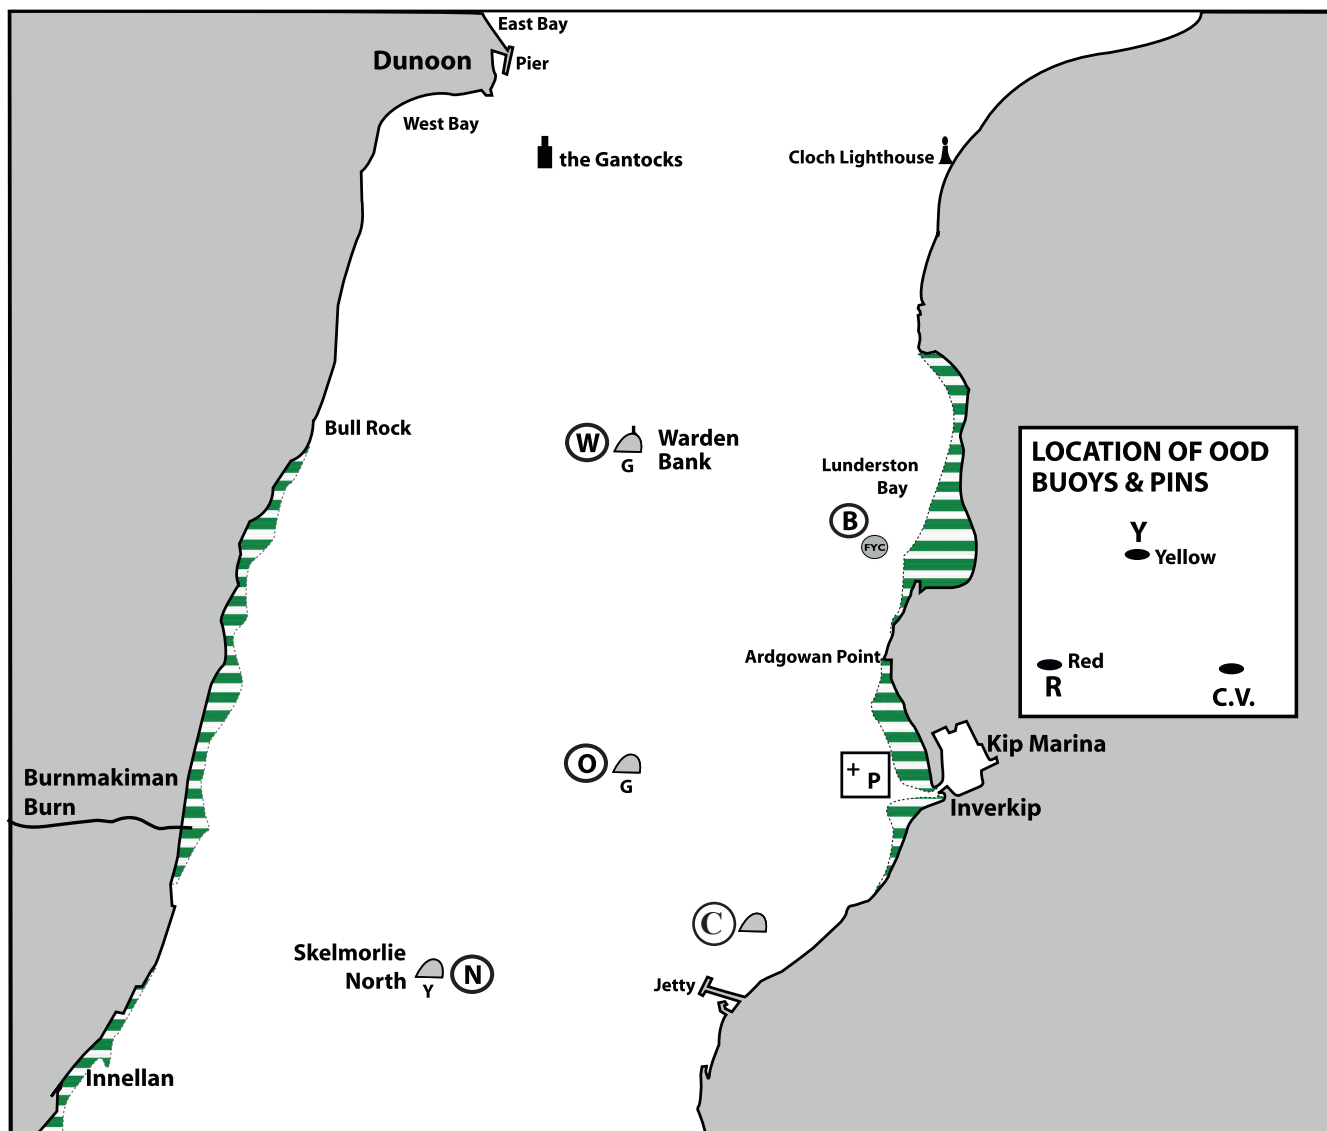 East Bay
Dunoon
Pier
West Bay
the Gantocks
Cloch Lighthouse
Bull Rock
W
G
Warden
Bank
Lunderston
Bay
B
FYC
LOCATION OF OOD
BUOYS & PINS
Y
Yellow
Red
R
C.V.
Ardgowan Point
Kip Marina
Burnmakiman
Burn
O
G
+ P
Inverkip
C
Skelmorlie
North
Y
N
Jetty
Innellan